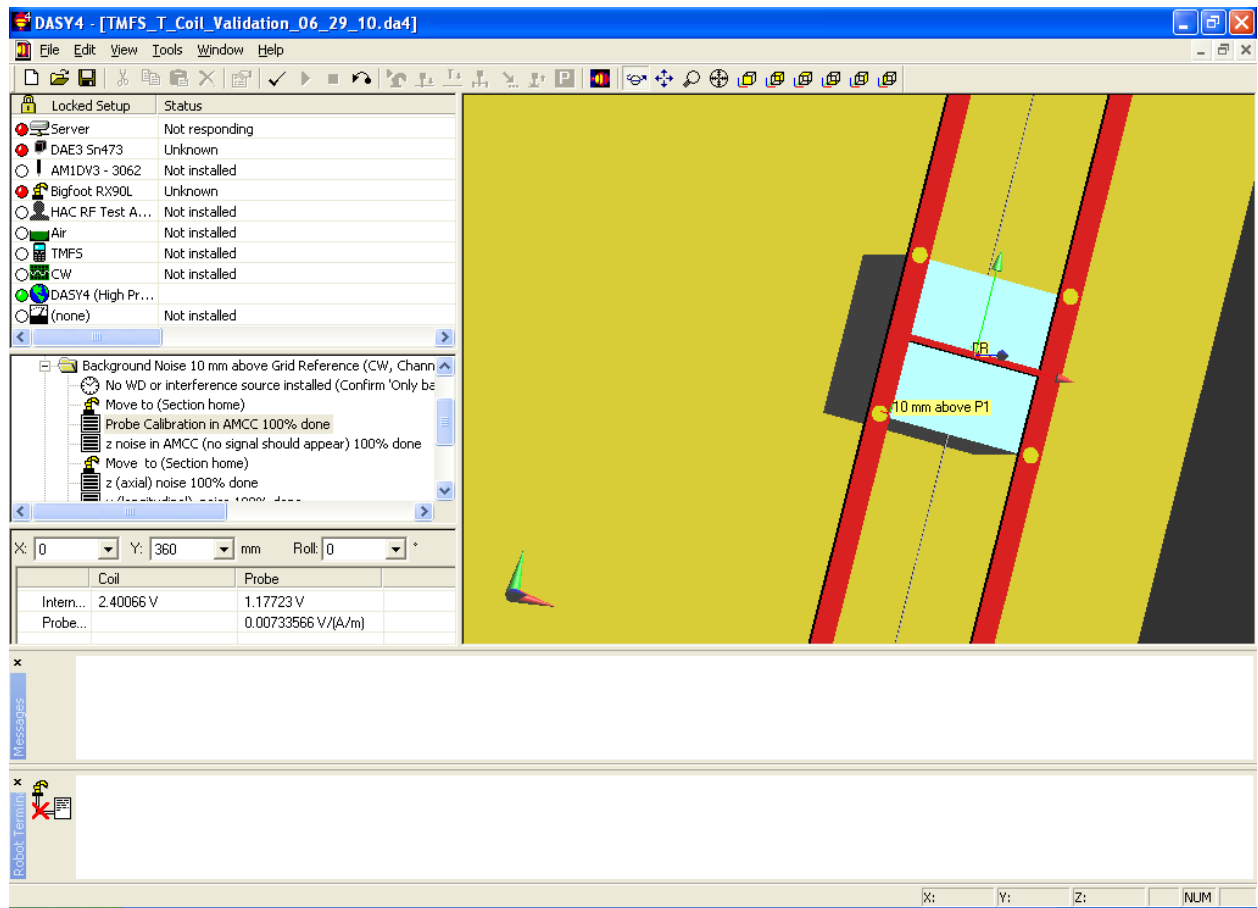 DASY4 - [TMFS_T_Coil_Validation_06_29_10.da4]
File Edit View Tools Window Help
Locked Setup Status
Server Not responding
DAE3 Sn473 Unknown
AM1DV3 - 3062 Not installed
Bigfoot RX90L Unknown
HAC RF Test A... Not installed
Air Not installed
TMFS Not installed
CW Not installed
DASY4 (High Pr...
(none) Not installed
Background Noise 10 mm above Grid Reference (CW, Chann
No WD or interference source installed (Confirm 'Only ba
Move to (Section home)
Probe Calibration in AMCC 100% done
z noise in AMCC (no signal should appear) 100% done
Move to (Section home)
z (axial) noise 100% done
X: 0 Y: 360 mm Roll: 0 °
Coil Probe
Intern... 2.40066 V 1.17723 V
Probe... 0.00733566 V/(A/m)
10 mm above P1
Messages
Robot Termina
X: Y: Z: NUM